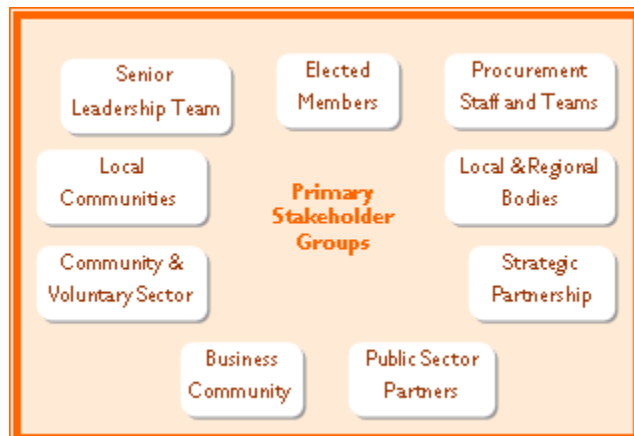 Senior
Leadership Team
Elected
Members
Procurement
Staff and Teams
Local
Communities
Primary
Stakeholder
Groups
Local & Regional
Bodies
Community &
Voluntary Sector
Strategic
Partnership
Business
Community
Public Sector
Partners